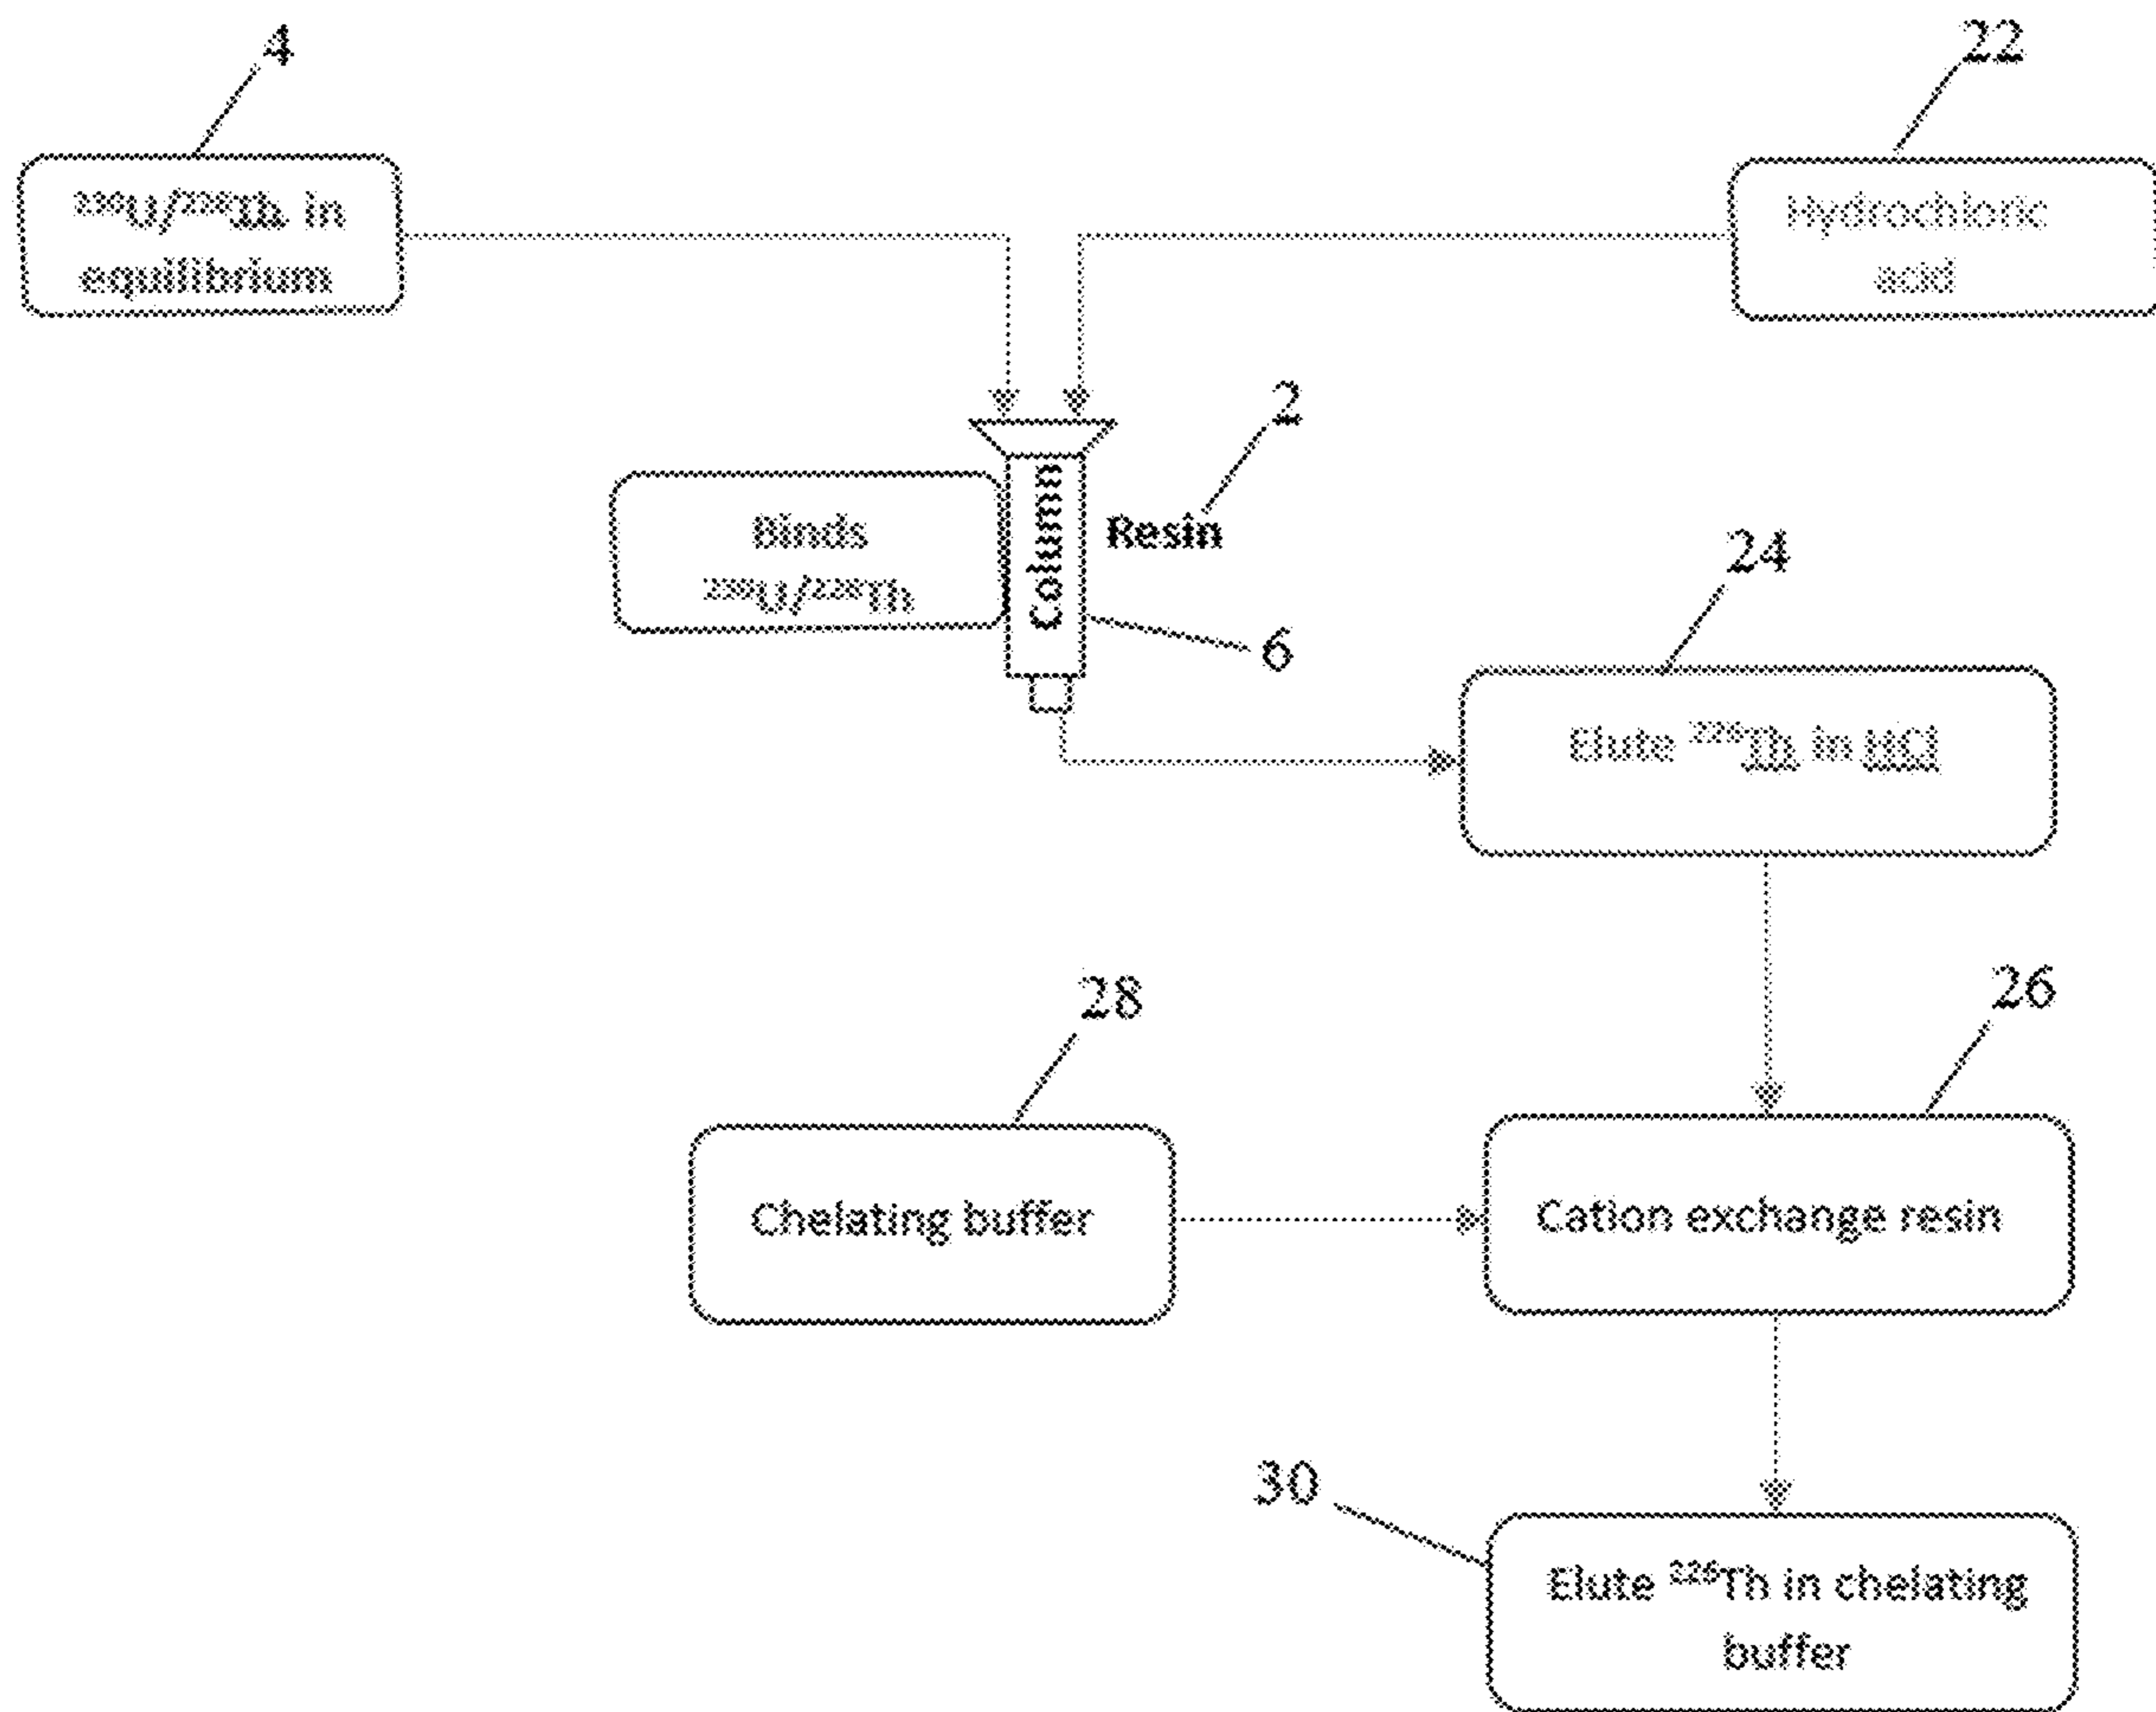 4
22
²³⁰U/²²⁶Th in
equilibrium
Hydrochloric
acid
2
Column
Resin
Binds
²³⁰U/²²⁶Th
6
24
Elute ²²⁶Th in HCl
28
26
Chelating buffer
Cation exchange resin
30
Elute ²²⁶Th in chelating
buffer